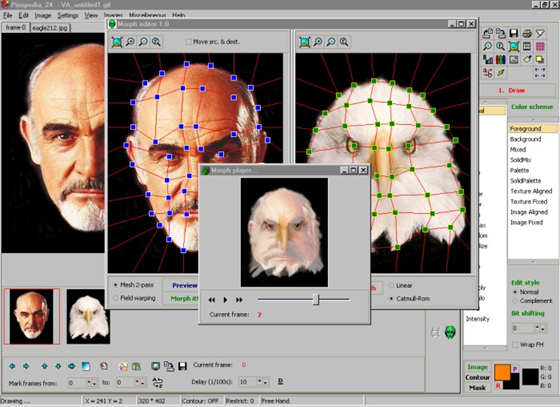 Pixopedia_24 - VA_untitled1.gil
File Edit Image Settings View Images Miscellaneous Help
frame-0 eagle212.jpg
Morph editor 1.0
Move src. & dest.
1. Draw
Color scheme
Foreground
Background
Mixed
SolidMix
Palette
SolidPalette
Texture Aligned
Texture Fixed
Image Aligned
Image Fixed
Morph player...
Current frame: 7
Mesh 2-pass
Field warping
Preview
Morph it!
Linear
Catmull-Rom
Intensity
Edit style
Normal
Complement
Bit shifting
0
Wrap FH
Current frame: 0
Mark frames from: 0 to: 0
Delay (1/100s): 10
Image
Contour
Mask
P
R
R: 0
G: 0
B: 0
Drawing ... X = 241 Y = 2 320 * 402 Contour: OFF Restrict: 0 Free Hand